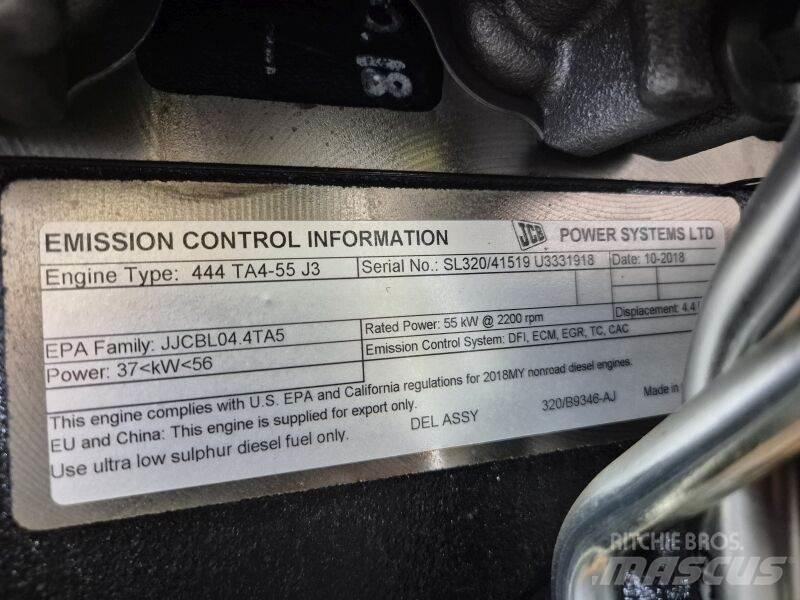 .18
EMISSION CONTROL INFORMATION JCB POWER SYSTEMS LTD
Engine Type: 444 TA4-55 J3 Serial No.: SL320/41519 U3331918 Date: 10-2018
EPA Family: JJCBL04.4TA5 Rated Power: 55 kW @ 2200 rpm Displacement: 4.4
Power: 37<kW<56 Emission Control System: DFI, ECM, EGR, TC, CAC
This engine complies with U.S. EPA and California regulations for 2018MY nonroad diesel engines.
EU and China: This engine is supplied for export only.
Use ultra low sulphur diesel fuel only. DEL ASSY 320/B9346-AJ Made in
RITCHIE BROS.
MASCUS